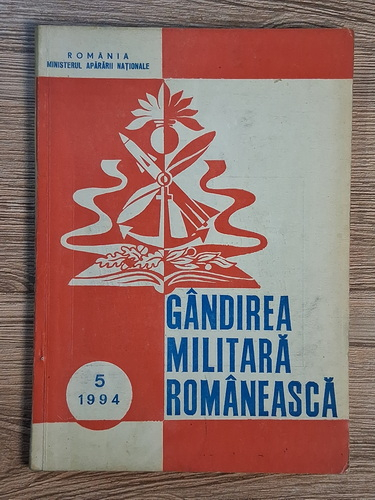 ROMÂNIA
MINISTERUL APĂRĂRII NAȚIONALE
GÂNDIREA
MILITARĂ
ROMÂNEASCĂ
5
1994